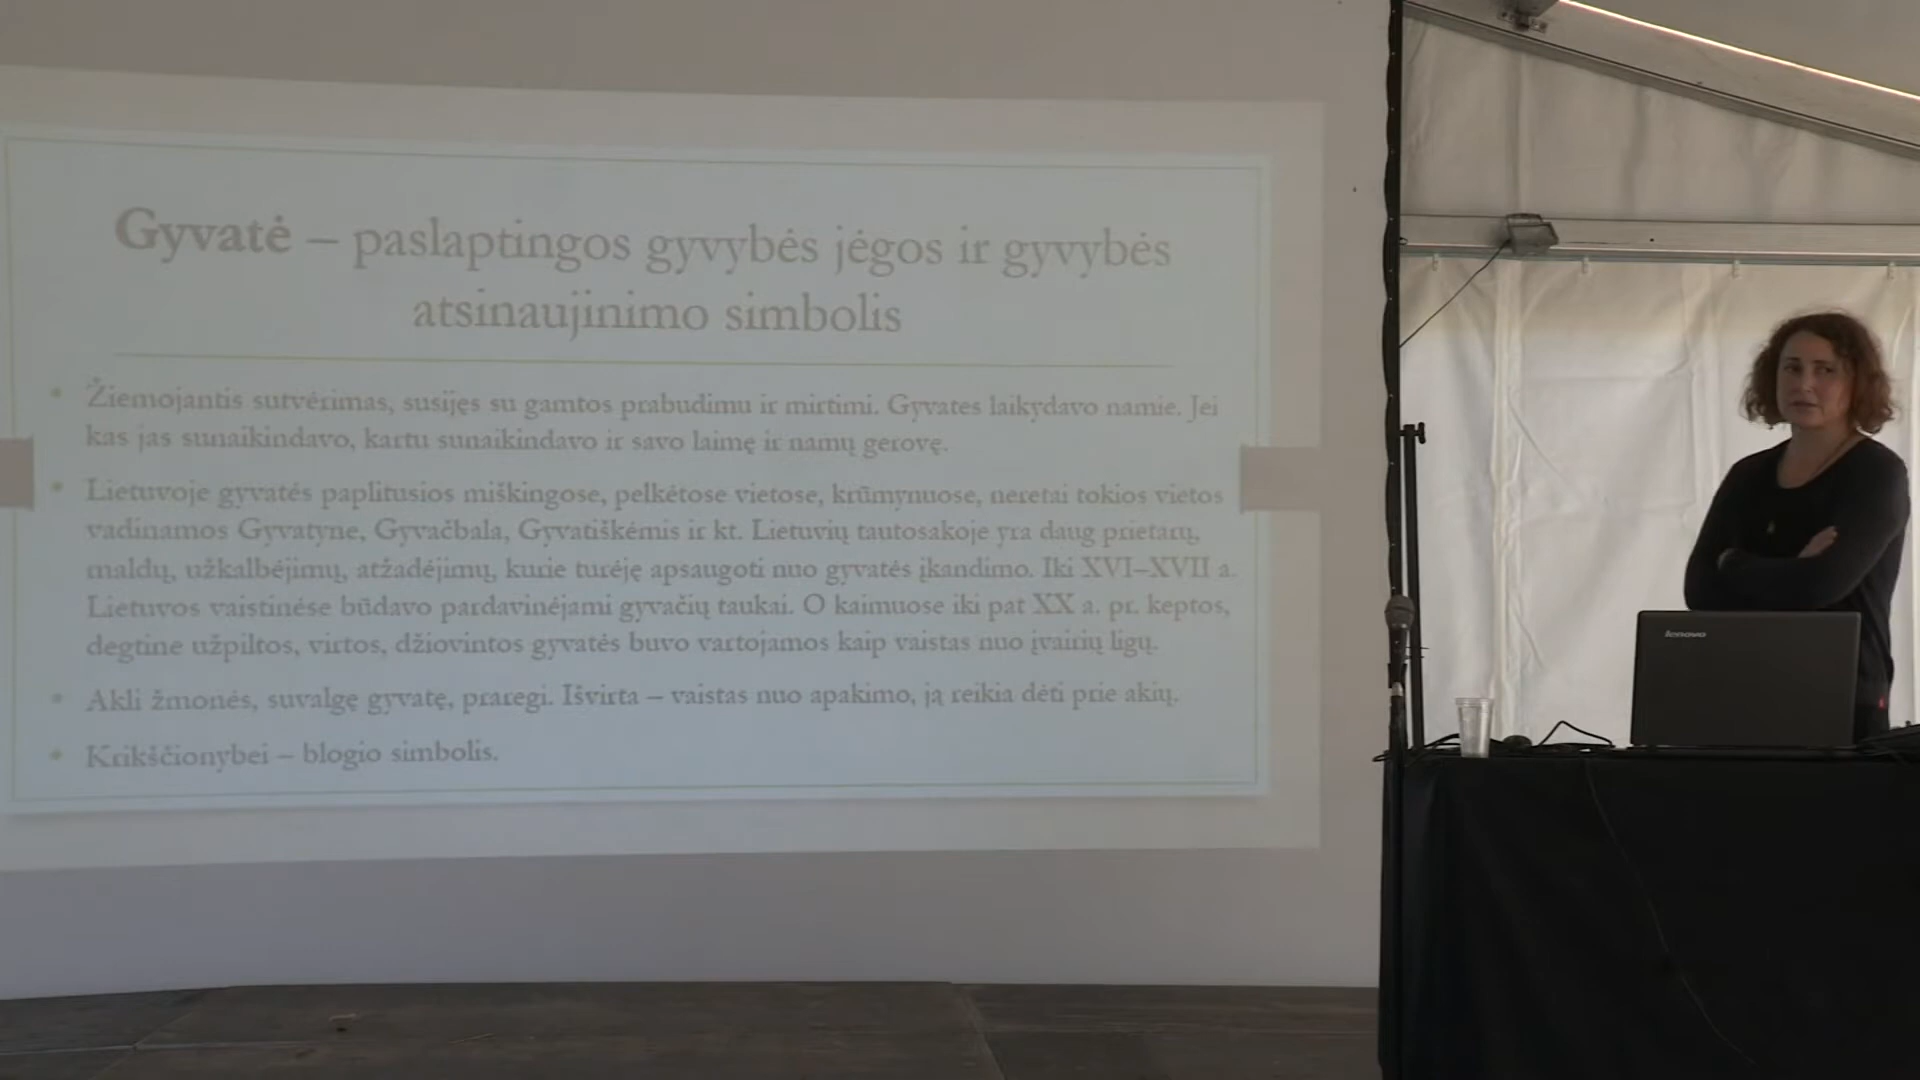 Gyvatė – paslaptingos gyvybės jėgos ir gyvybės
atsinaujinimo simbolis
• Žiemojantis sutvėrimas, susijęs su gamtos prabudimu ir mirtimi. Gyvates laikydavo namie. Jei
kas jas sunaikindavo, kartu sunaikindavo ir savo laimę ir namų gerovę.
• Lietuvoje gyvatės paplitusios miškingose, pelkėtose vietose, krūmynuose, neretai tokios vietos
vadinamos Gyvatyne, Gyvačbala, Gyvatiškėmis ir kt. Lietuvių tautosakoje yra daug prietarų,
maldų, užkalbėjimų, atžadėjimų, kurie turėję apsaugoti nuo gyvatės įkandimo. Iki XVI–XVII a.
Lietuvos vaistinėse būdavo pardavinėjami gyvačių taukai. O kaimuose iki pat XX a. pr. keptos,
degtine užpiltos, virtos, džiovintos gyvatės buvo vartojamos kaip vaistas nuo įvairių ligų.
• Akli žmonės, suvalgę gyvatę, praregi. Išvirta – vaistas nuo apakimo, ją reikia dėti prie akių.
• Krikščionybei – blogio simbolis.
lenovo